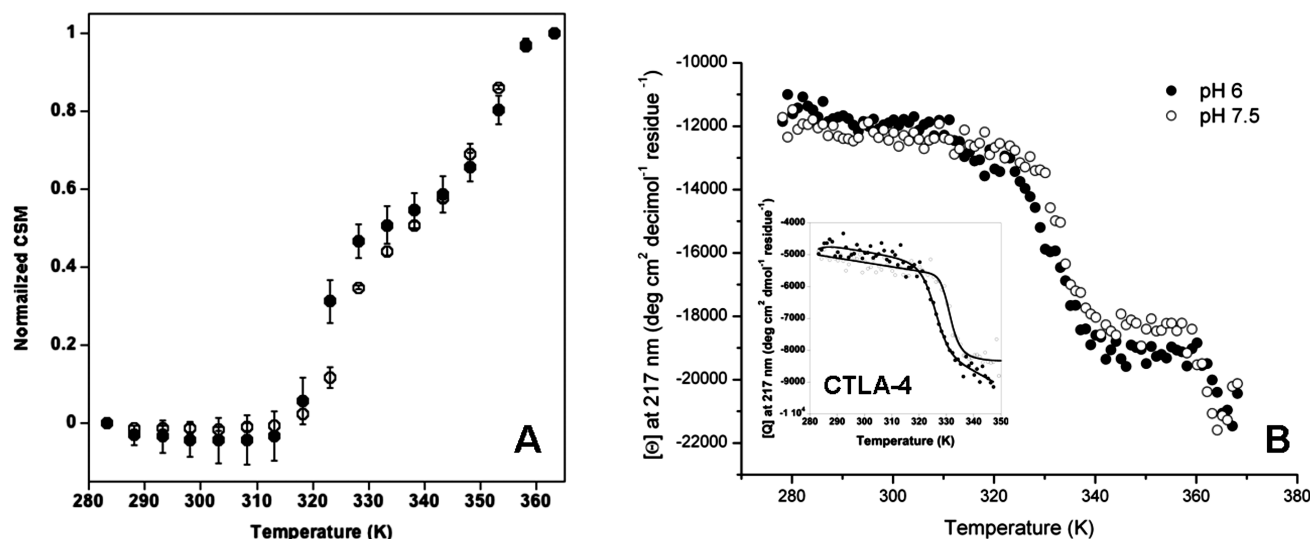 Normailzed CSM
1
0.8
0.6
0.4
0.2
0
280 290 300 310 320 330 340 350 360
Temperature (K)
A
[Θ] at 217 nm (deg cm² decimol⁻¹ residue⁻¹)
-10000
-12000
-14000
-16000
-18000
-20000
-22000
280 300 320 340 360 380
Temperature (K)
pH 6
pH 7.5
B
[Q] at 217 nm (deg cm² dmol⁻¹ residue⁻¹)
-4000
-5000
-6000
-7000
-8000
-9000
-1 10⁴
280 290 300 310 320 330 340 350
Temperature (K)
CTLA-4